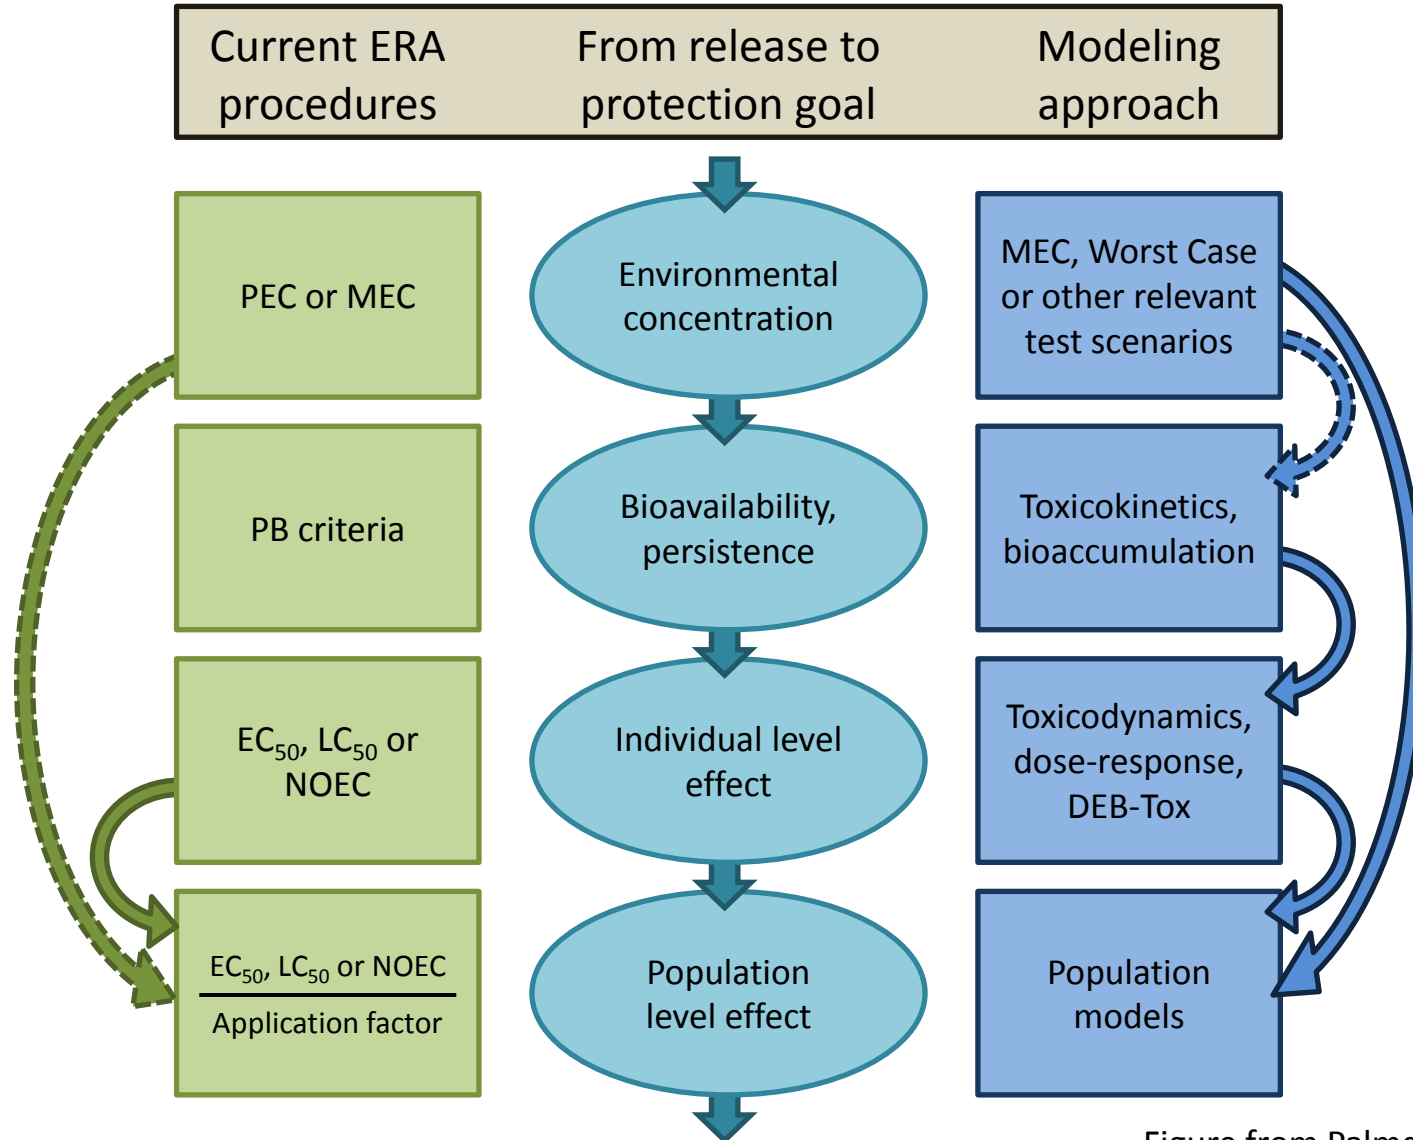 Current ERA
procedures
From release to
protection goal
Modeling
approach
PEC or MEC
Environmental
concentration
MEC, Worst Case
or other relevant
test scenarios
PB criteria
Bioavailability,
persistence
Toxicokinetics,
bioaccumulation
EC₅₀, LC₅₀ or
NOEC
Individual level
effect
Toxicodynamics,
dose-response,
DEB-Tox
EC₅₀, LC₅₀ or NOEC
Application factor
Population
level effect
Population
models
Figure from